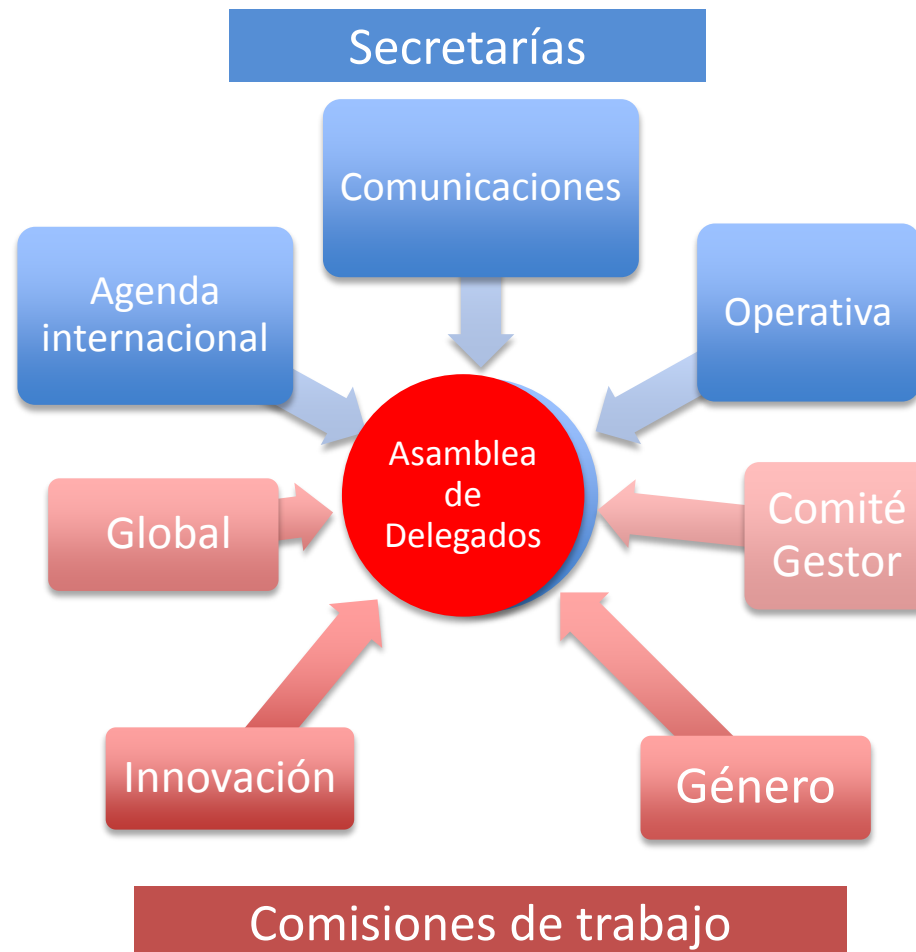 Secretarías
Comunicaciones
Agenda
internacional
Operativa
Asamblea
de
Delegados
Global
Comité
Gestor
Innovación
Género
Comisiones de trabajo